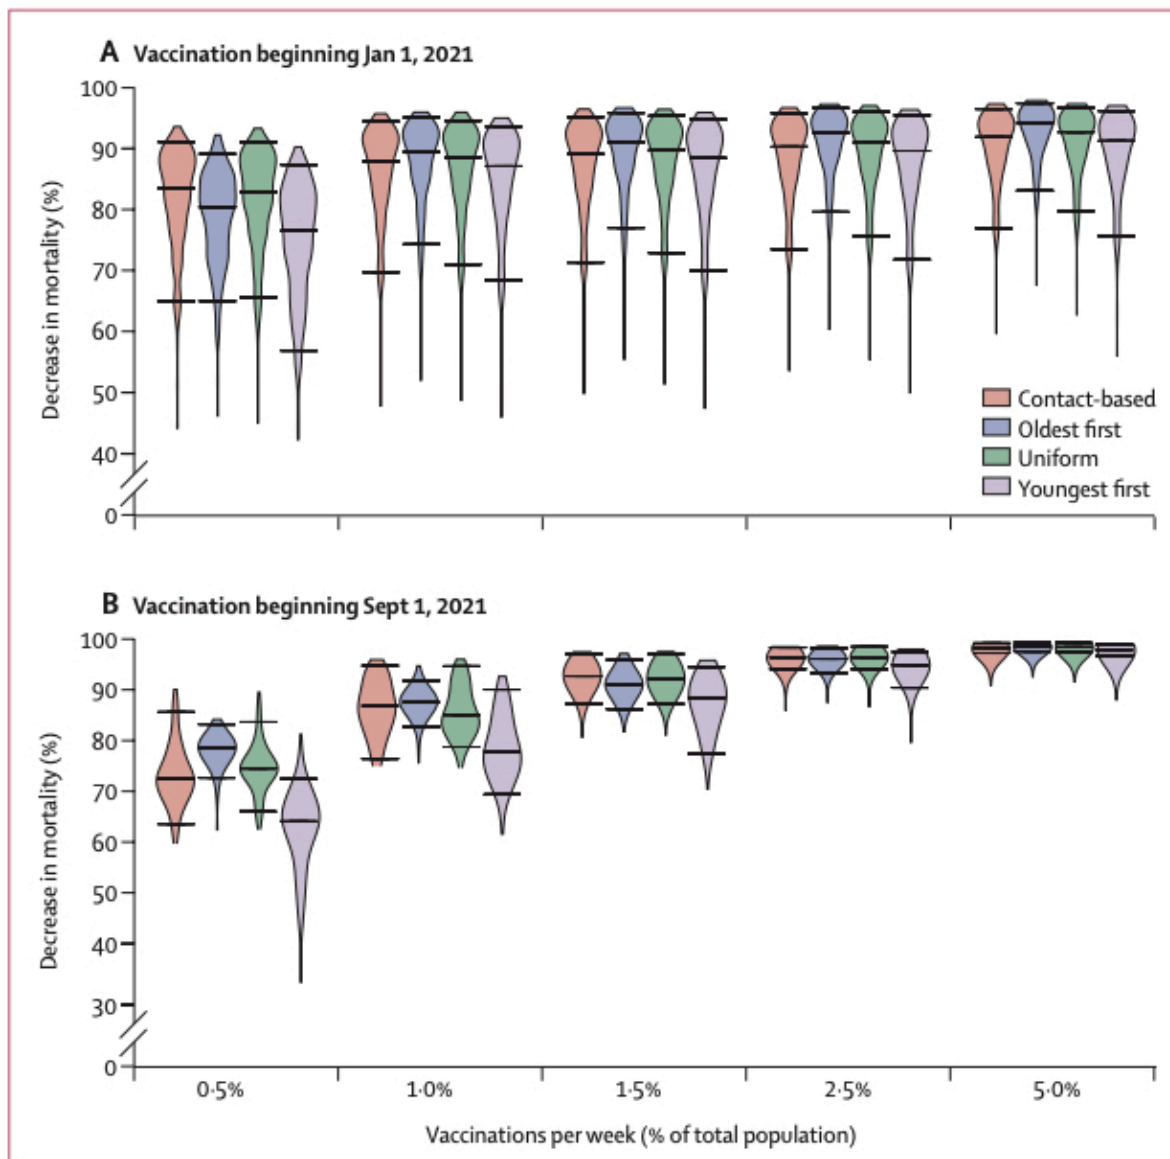 A Vaccination beginning Jan 1, 2021
Decrease in mortality (%)
100
90
80
70
60
50
40
0
Contact-based
Oldest first
Uniform
Youngest first
B Vaccination beginning Sept 1, 2021
Decrease in mortality (%)
100
90
80
70
60
50
40
30
0
0·5% 1·0% 1·5% 2·5% 5·0%
Vaccinations per week (% of total population)